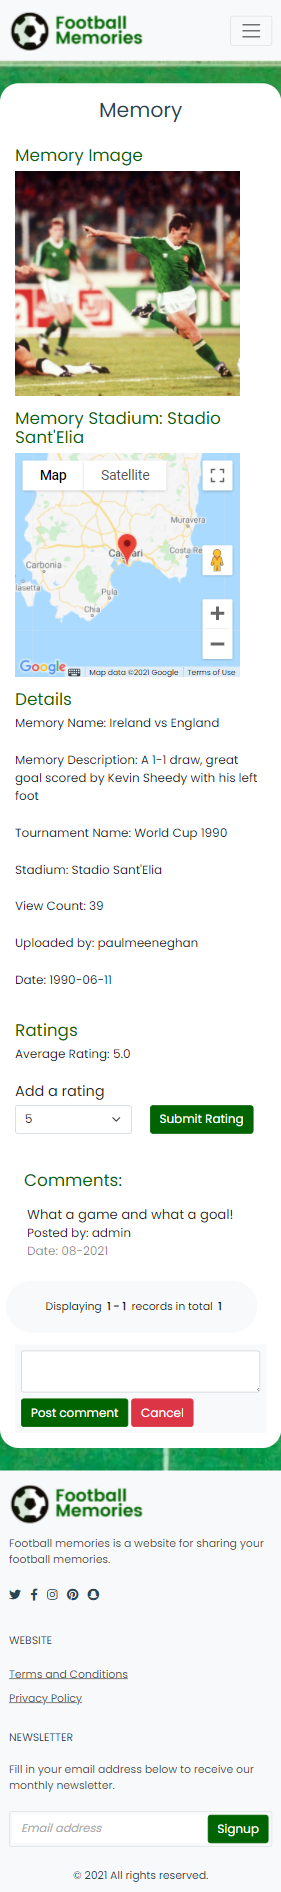 Football
Memories
Memory
Memory Image
Memory Stadium: Stadio
Sant'Elia
Map
Satellite
Muravera
Cagliari
Costa Re
Carbonia
Pula
lasetta
Chia
Google
Map data ©2021 Google
Terms of Use
Details
Memory Name: Ireland vs England
Memory Description: A 1-1 draw, great
goal scored by Kevin Sheedy with his left
foot
Tournament Name: World Cup 1990
Stadium: Stadio Sant'Elia
View Count: 39
Uploaded by: paulmeeneghan
Date: 1990-06-11
Ratings
Average Rating: 5.0
Add a rating
5
Submit Rating
Comments:
What a game and what a goal!
Posted by: admin
Date: 08-2021
Displaying 1 - 1 records in total 1
Post comment
Cancel
Football
Memories
Football memories is a website for sharing your
football memories.
WEBSITE
Terms and Conditions
Privacy Policy
NEWSLETTER
Fill in your email address below to receive our
monthly newsletter.
Email address
Signup
© 2021 All rights reserved.